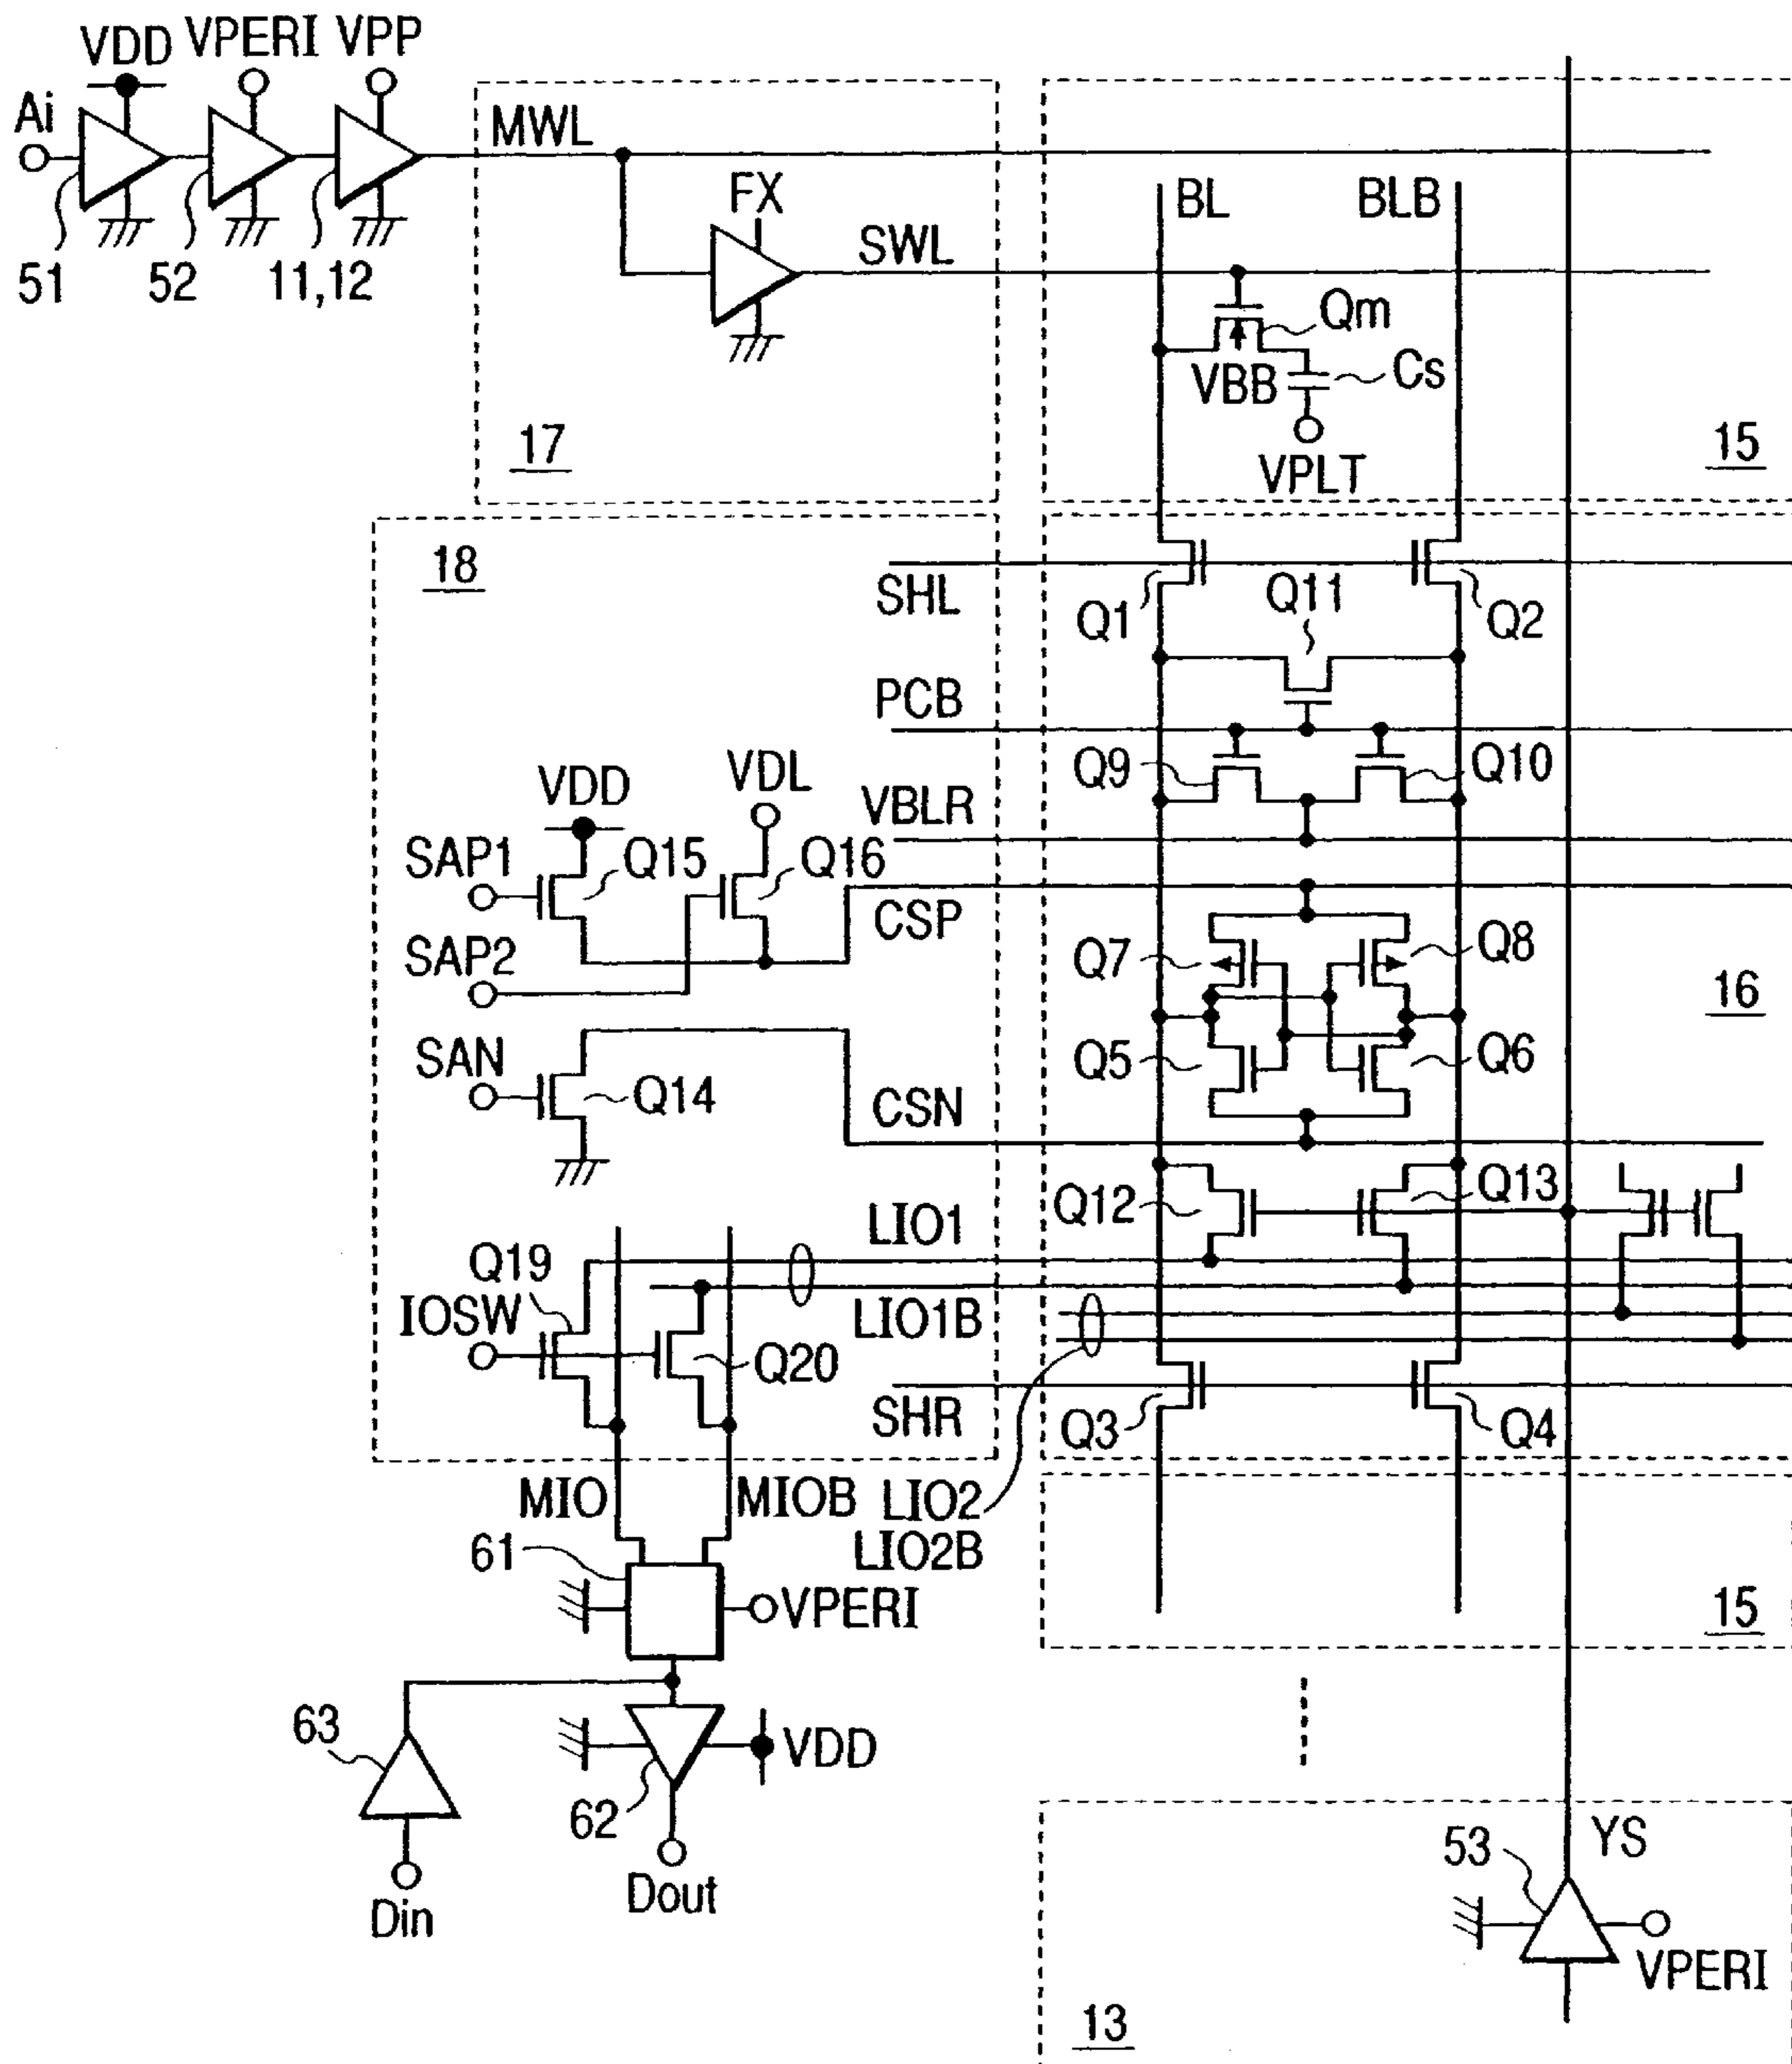 VDD VPERI VPP
Ai
MWL
FX
BL BLB
SWL
51 52 11,12
Qm
VBB Cs
VPLT
17
15
18
SHL
Q1 Q11 Q2
PCB
Q9 Q10
VBLR
VDD VDL
SAP1 Q15 Q16
CSP
SAP2
Q7 Q8
16
Q5 Q6
SAN
Q14
CSN
Q12 Q13
LIO1
Q19
IOSW
LIO1B
Q20
SHR
Q3 Q4
MIO MIOB LIO2
LIO2B
61
VPERI
15
63
VDD
62
Din Dout
53 YS
VPERI
13